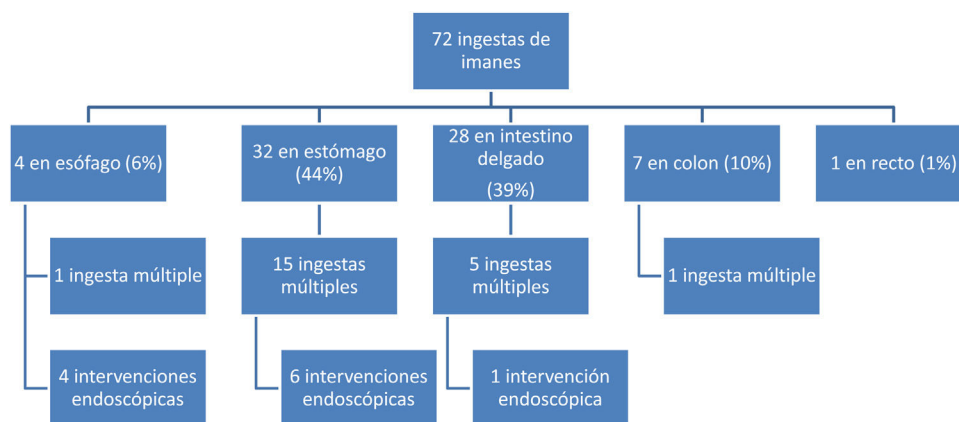 72 ingestas de
imanes
4 en esófago (6%)
32 en estómago
(44%)
28 en intestino
delgado
(39%)
7 en colon (10%)
1 en recto (1%)
1 ingesta múltiple
15 ingestas
múltiples
5 ingestas
múltiples
1 ingesta múltiple
4 intervenciones
endoscópicas
6 intervenciones
endoscópicas
1 intervención
endoscópica